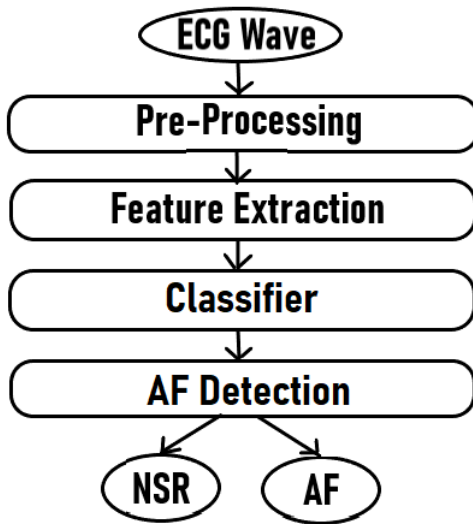 ECG Wave
Pre-Processing
Feature Extraction
Classifier
AF Detection
NSR
AF